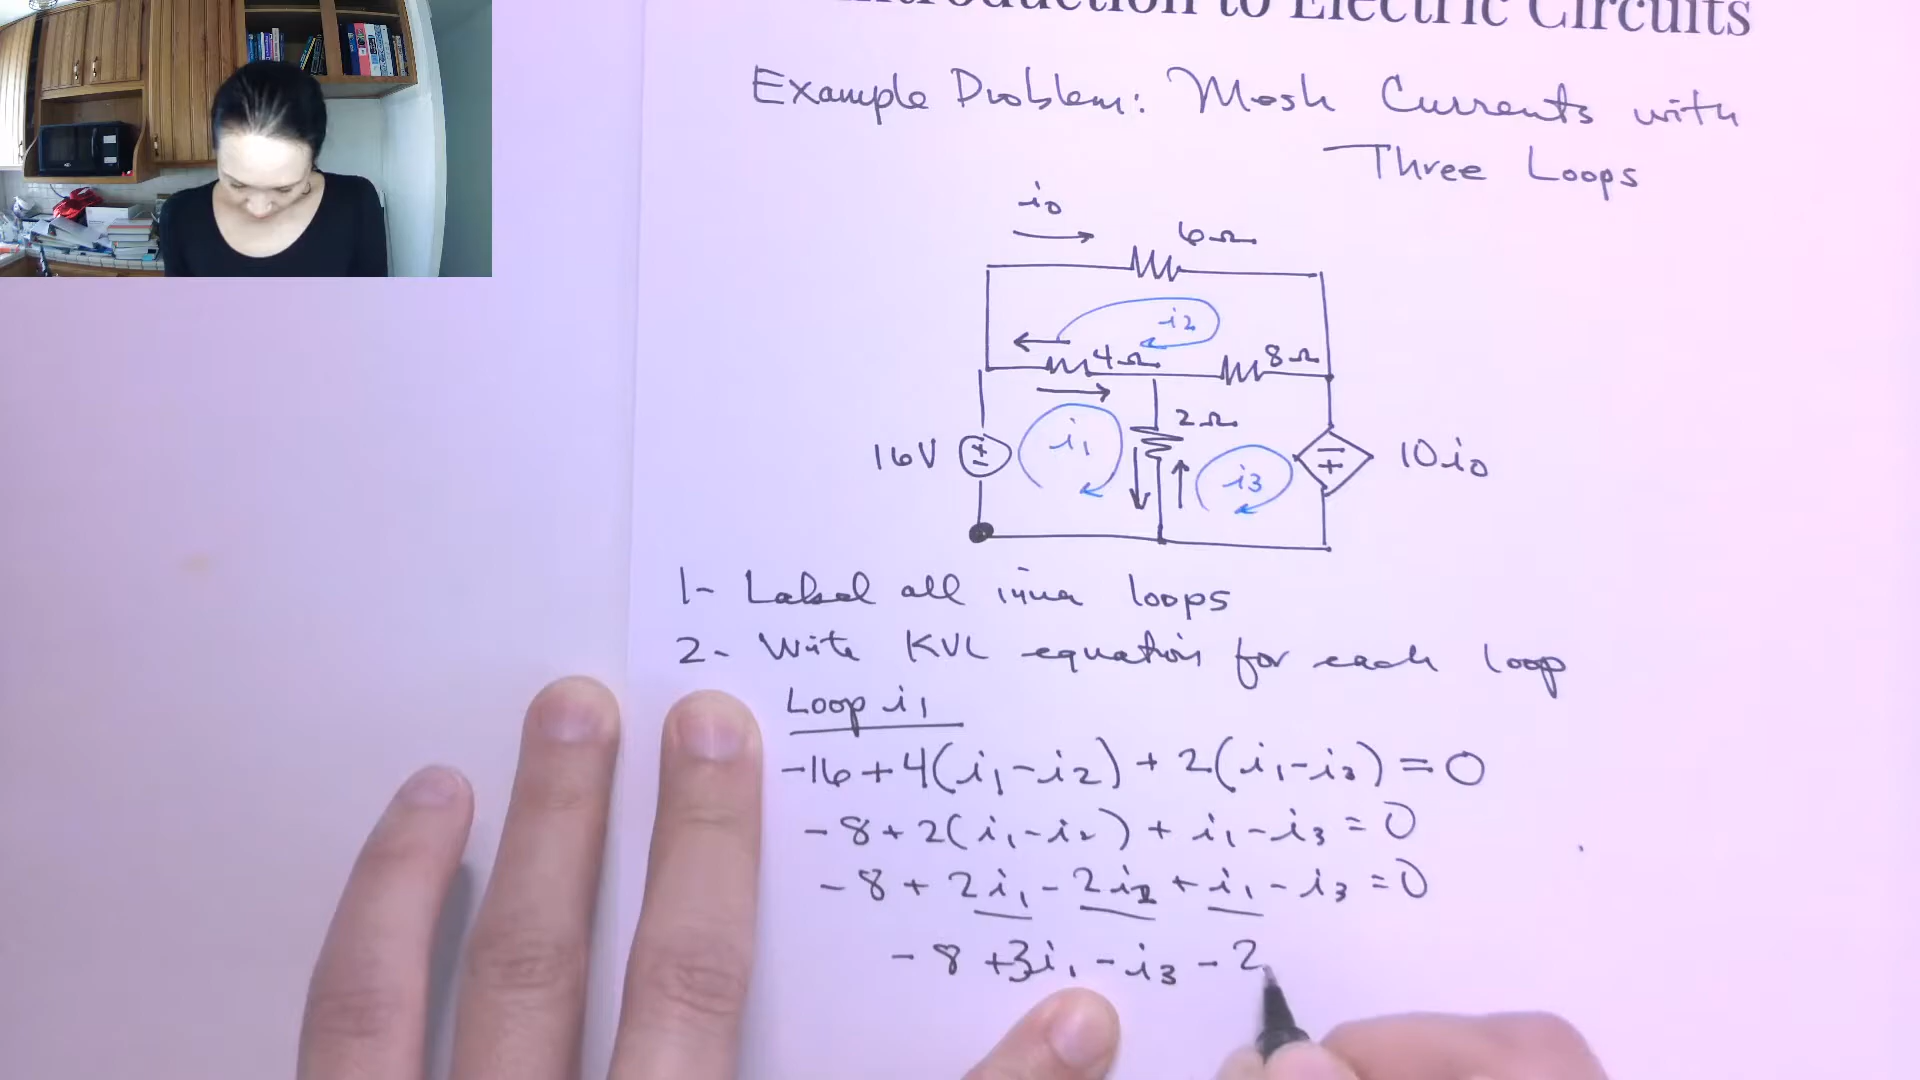 Introduction to Electric Circuits
Example Problem: Mesh Currents with
Three Loops
i0
6Ω
i2
4Ω
8Ω
2Ω
16V
+
-
i1
i3
-
+
10i0
1- Label all inner loops
2- Write KVL equation for each loop
Loop i1
-16+4(i1-i2)+2(i1-i3)=0
-8+2(i1-i2)+i1-i3=0
-8+2i1-2i2+i1-i3=0
-8+3i1-i3-2